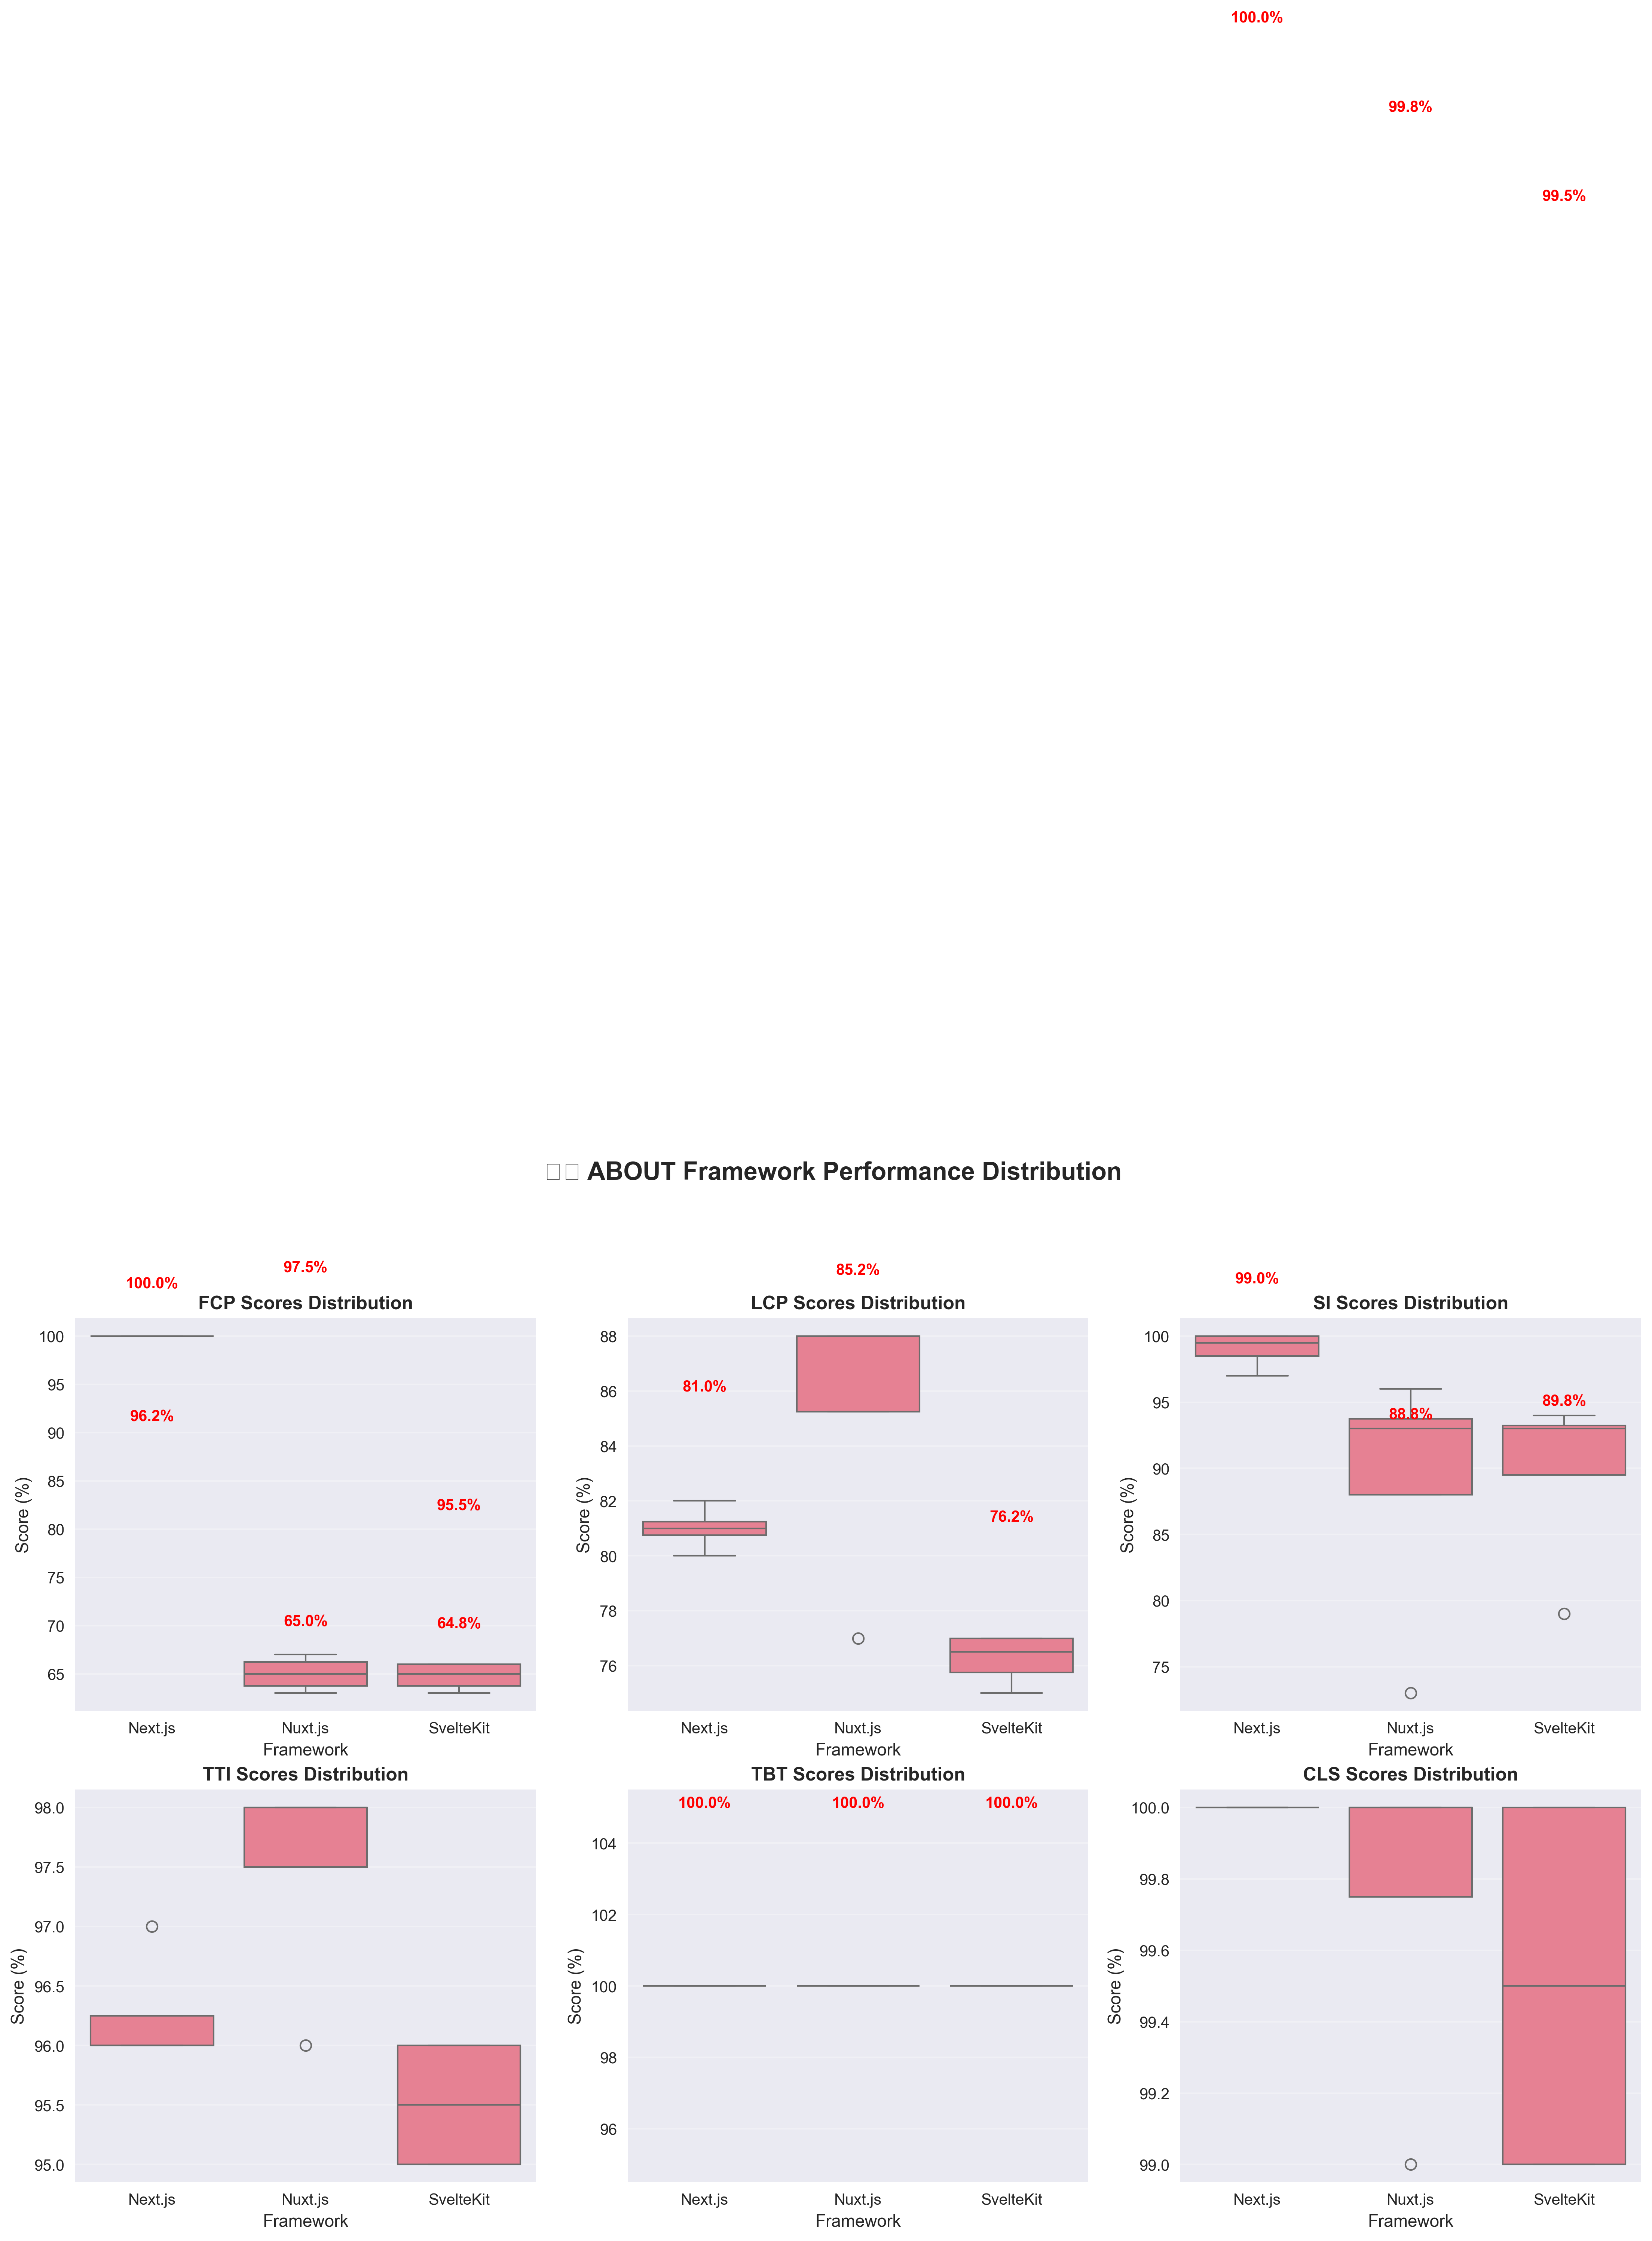 100.0%
99.8%
99.5%
ABOUT Framework Performance Distribution
97.5%
100.0%
85.2%
99.0%
FCP Scores Distribution
100
95
90
85
80
75
70
65
Score (%)
96.2%
95.5%
65.0%
64.8%
Next.js Nuxt.js SvelteKit
Framework
LCP Scores Distribution
88
86
84
82
80
78
76
Score (%)
81.0%
76.2%
Next.js Nuxt.js SvelteKit
Framework
SI Scores Distribution
100
95
90
85
80
75
Score (%)
88.8%
89.8%
Next.js Nuxt.js SvelteKit
Framework
TTI Scores Distribution
98.0
97.5
97.0
96.5
96.0
95.5
95.0
Score (%)
Next.js Nuxt.js SvelteKit
Framework
TBT Scores Distribution
100.0% 100.0% 100.0%
104
102
100
98
96
Score (%)
Next.js Nuxt.js SvelteKit
Framework
CLS Scores Distribution
100.0
99.8
99.6
99.4
99.2
99.0
Score (%)
Next.js Nuxt.js SvelteKit
Framework